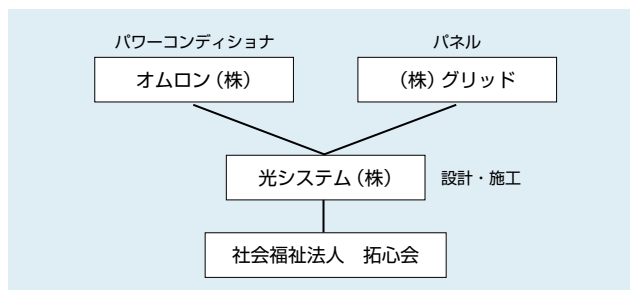 パワーコンディショナ
パネル
オムロン（株）
（株）グリッド
光システム（株）
設計・施工
社会福祉法人　拓心会